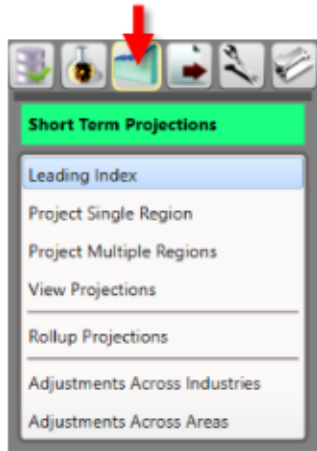 Short Term Projections
Leading Index
Project Single Region
Project Multiple Regions
View Projections
Rollup Projections
Adjustments Across Industries
Adjustments Across Areas